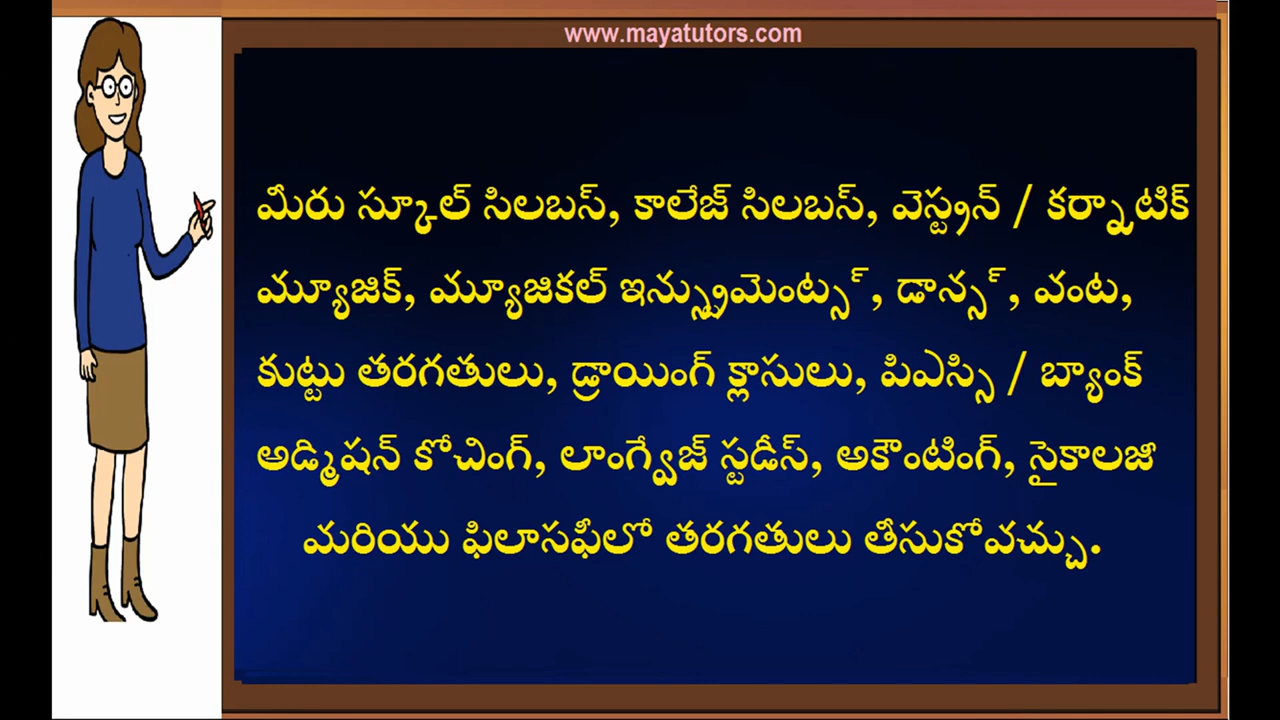 www.mayatutors.com
మీరు స్కూల్ సిలబస్, కాలేజ్ సిలబస్, వెస్ట్రన్ / కర్నాటిక్
మ్యూజిక్, మ్యూజికల్ ఇన్స్ట్రుమెంట్స్, డాన్స్, వంట,
కుట్టు తరగతులు, డ్రాయింగ్ క్లాసులు, పిఎస్సి / బ్యాంక్
అడ్మిషన్ కోచింగ్, లాంగ్వేజ్ స్టడీస్, అకౌంటింగ్, సైకాలజీ
మరియు ఫిలాసఫీలో తరగతులు తీసుకోవచ్చు.